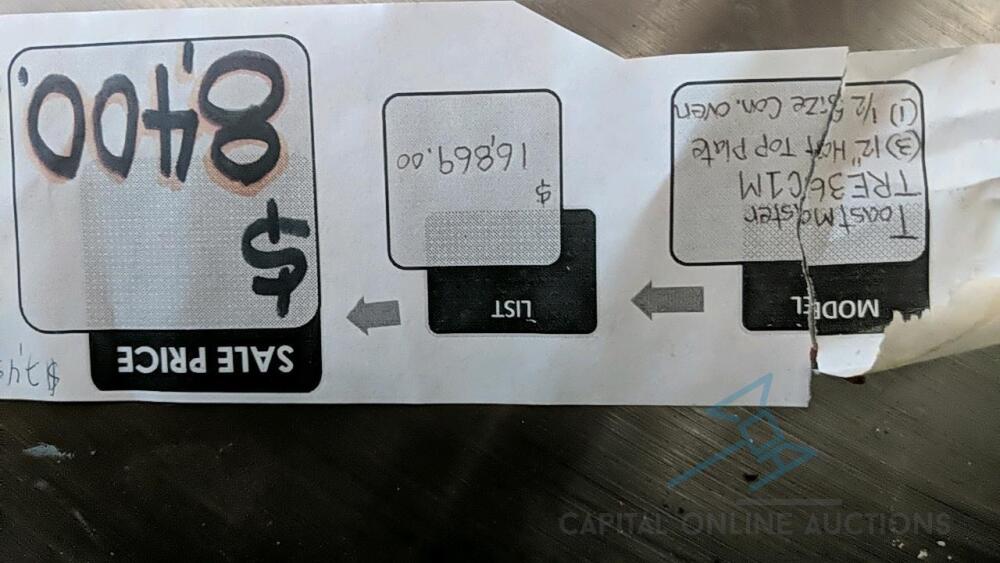 MODEL
Toastmaster
TRE36C1M
(3) 12" Hot Top Plate
(1) 1/2 Size Con. oven
LIST
$
16,869.00
SALE PRICE
$
8,400.
CAPITAL ONLINE AUCTIONS